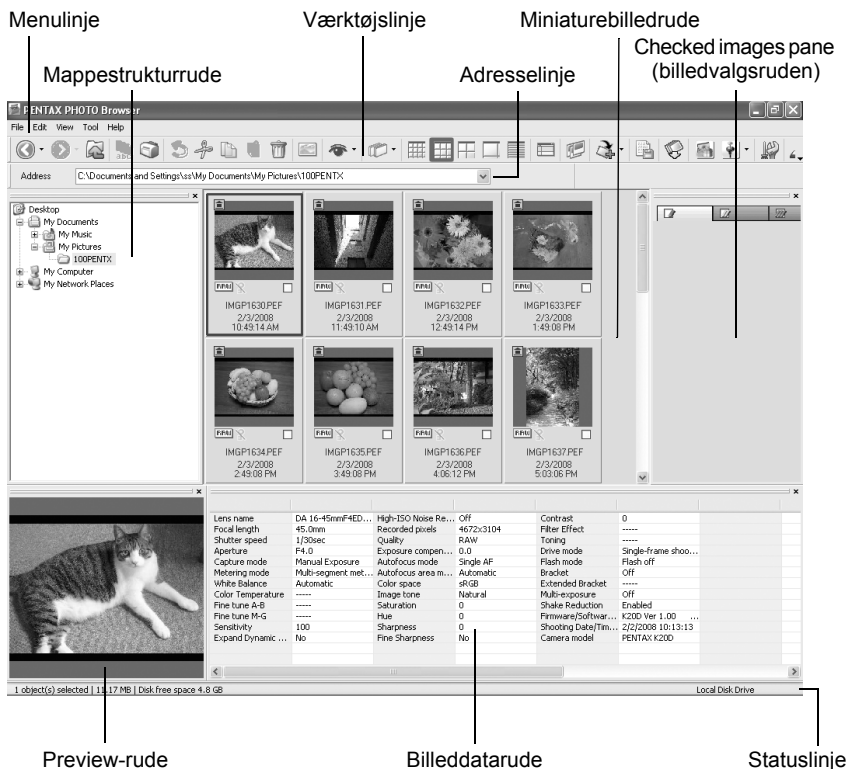 Menulinje Værktøjslinje Miniaturebilledrude
Checked images pane
(billedvalgsruden)
Mappestrukturrude Adresselinje
PENTAX PHOTO Browser
File Edit View Tool Help
Address C:\Documents and Settings\ss\My Documents\My Pictures\100PENTX
Desktop
My Documents
My Music
My Pictures
100PENTX
My Computer
My Network Places
RAW RAW RAW RAW
IMGP1630.PEF IMGP1631.PEF IMGP1632.PEF IMGP1633.PEF
2/3/2008 2/3/2008 2/3/2008 2/3/2008
10:49:14 AM 11:49:10 AM 12:49:14 PM 1:49:08 PM
RAW RAW RAW RAW
IMGP1634.PEF IMGP1635.PEF IMGP1636.PEF IMGP1637.PEF
2/3/2008 2/3/2008 2/3/2008 2/3/2008
2:49:08 PM 3:49:08 PM 4:06:12 PM 5:03:06 PM
Lens name DA 16-45mmF4ED... High-ISO Noise Re... Off Contrast 0
Focal length 45.0mm Recorded pixels 4672x3104 Filter Effect -----
Shutter speed 1/30sec Quality RAW Toning -----
Aperture F4.0 Exposure compen... 0.0 Drive mode Single-frame shoo...
Capture mode Manual Exposure Autofocus mode Single AF Flash mode Flash off
Metering mode Multi-segment met... Autofocus area m... Automatic Bracket Off
White Balance Automatic Color space sRGB Extended Bracket -----
Color Temperature ----- Image tone Natural Multi-exposure Off
Fine tune A-B ----- Saturation 0 Shake Reduction Enabled
Fine tune M-G ----- Hue 0 Firmware/Softwar... K20D Ver 1.00 ...
Sensitivity 100 Sharpness 0 Shooting Date/Tim... 2/2/2008 10:13:13
Expand Dynamic ... No Fine Sharpness No Camera model PENTAX K20D
1 object(s) selected | 11.17 MB | Disk free space 4.8 GB Local Disk Drive
Preview-rude Billeddatarude Statuslinje